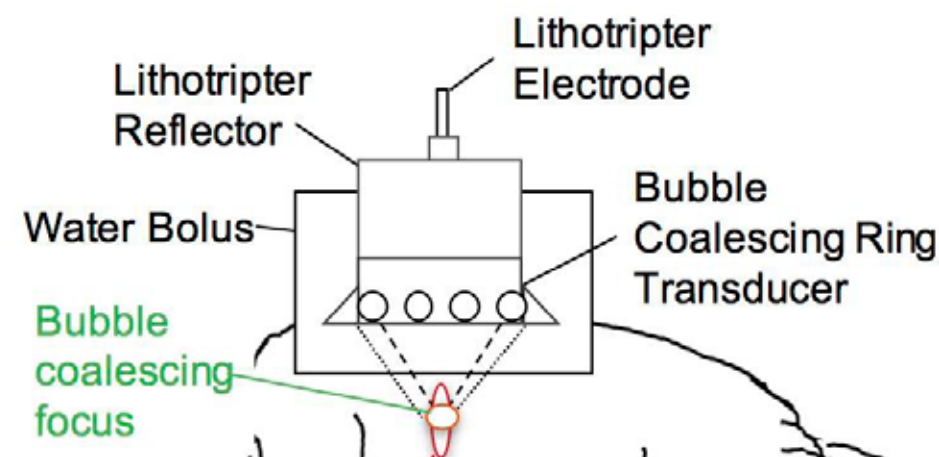 Lithotripter
Electrode
Lithotripter
Reflector
Bubble
Coalescing Ring
Transducer
Water Bolus
Bubble
coalescing
focus